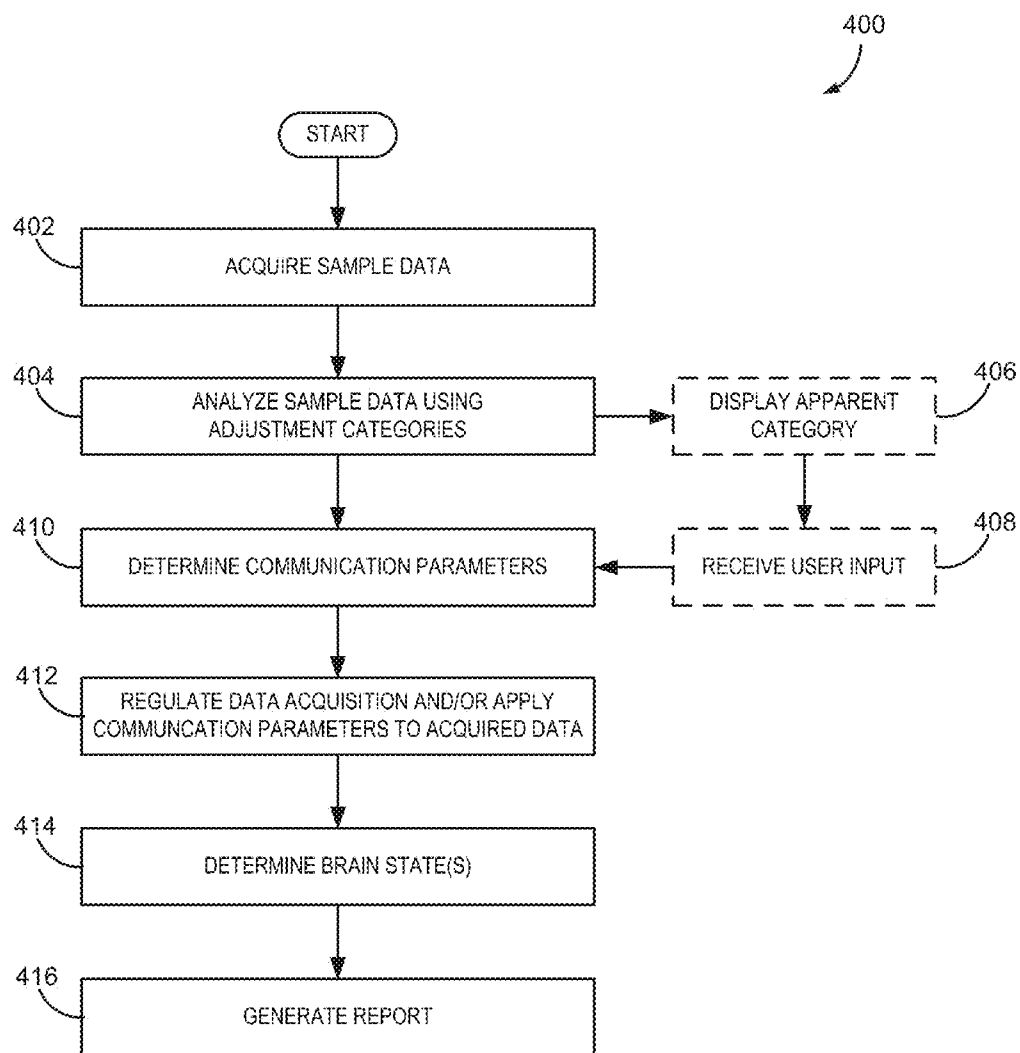 400
START
402
ACQUIRE SAMPLE DATA
404
ANALYZE SAMPLE DATA USING
ADJUSTMENT CATEGORIES
406
DISPLAY APPARENT
CATEGORY
410
DETERMINE COMMUNICATION PARAMETERS
408
RECEIVE USER INPUT
412
REGULATE DATA ACQUISITION AND/OR APPLY
COMMUNCATION PARAMETERS TO ACQUIRED DATA
414
DETERMINE BRAIN STATE(S)
416
GENERATE REPORT